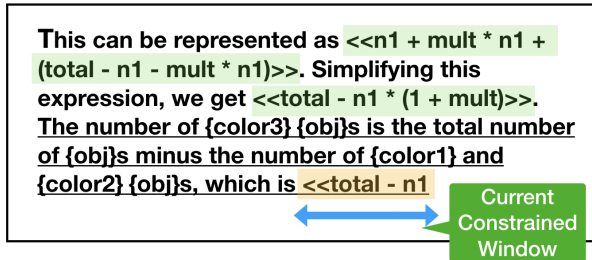 This can be represented as <<n1 + mult * n1 +
(total - n1 - mult * n1)>>. Simplifying this
expression, we get <<total - n1 * (1 + mult)>>.
The number of {color3} {obj}s is the total number
of {obj}s minus the number of {color1} and
{color2} {obj}s, which is <<total - n1
Current
Constrained
Window